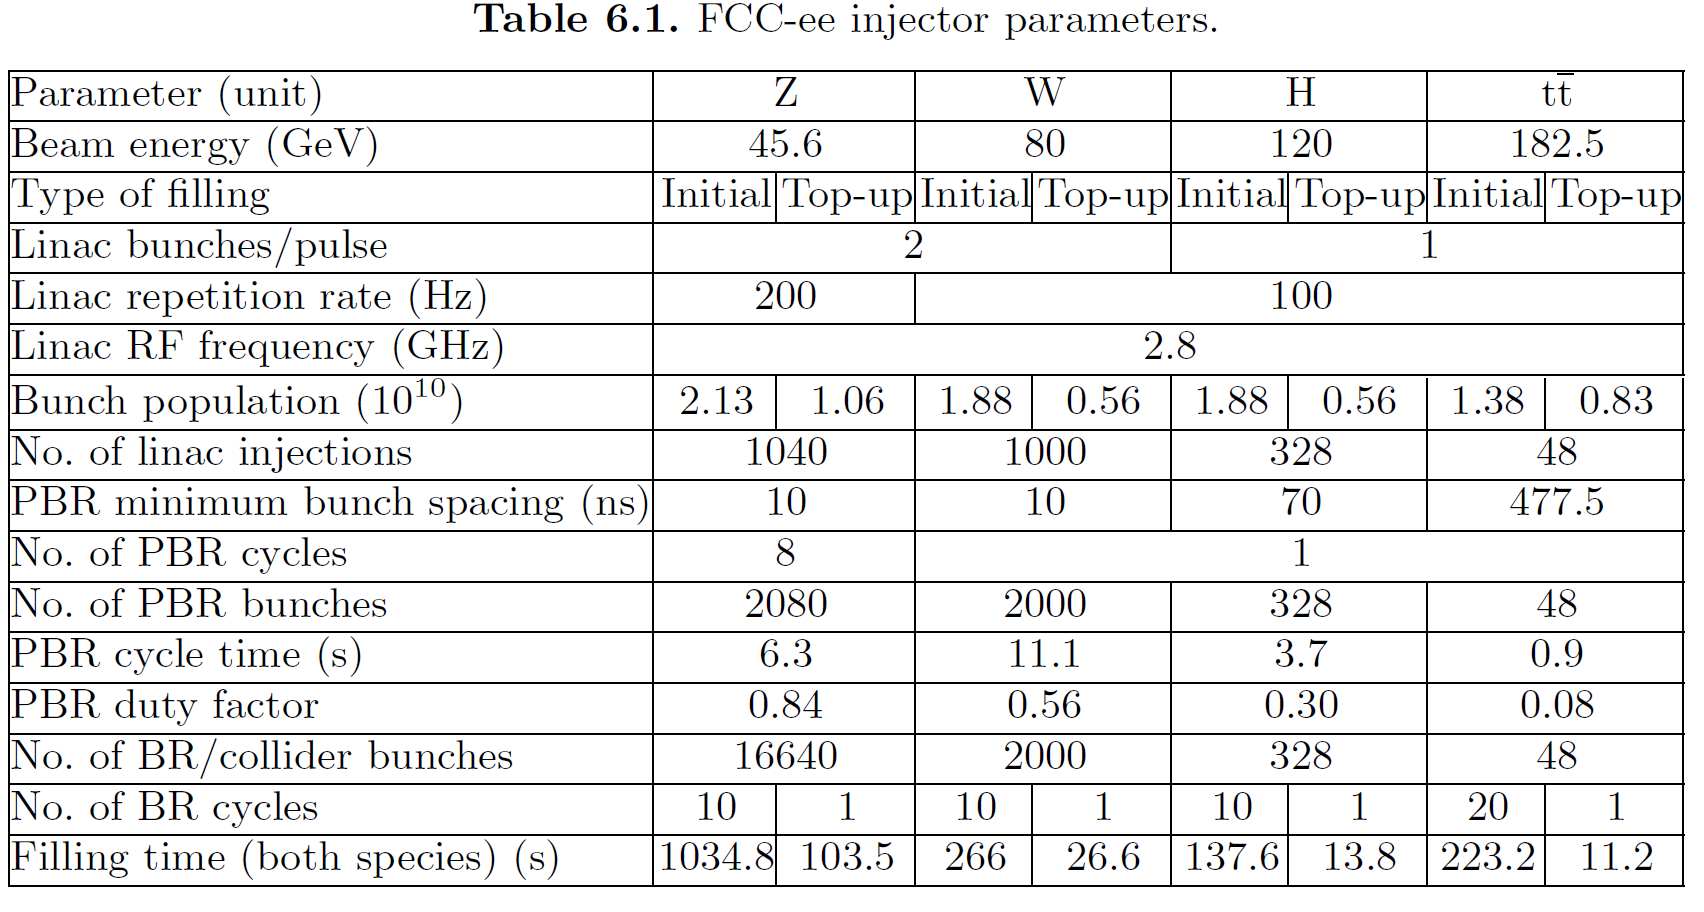 Table 6.1. FCC-ee injector parameters.
Parameter (unit) Z W H tt̅
Beam energy (GeV) 45.6 80 120 182.5
Type of filling Initial Top-up Initial Top-up Initial Top-up Initial Top-up
Linac bunches/pulse 2 1
Linac repetition rate (Hz) 200 100
Linac RF frequency (GHz) 2.8
Bunch population (10¹⁰) 2.13 1.06 1.88 0.56 1.88 0.56 1.38 0.83
No. of linac injections 1040 1000 328 48
PBR minimum bunch spacing (ns) 10 10 70 477.5
No. of PBR cycles 8 1
No. of PBR bunches 2080 2000 328 48
PBR cycle time (s) 6.3 11.1 3.7 0.9
PBR duty factor 0.84 0.56 0.30 0.08
No. of BR/collider bunches 16640 2000 328 48
No. of BR cycles 10 1 10 1 10 1 20 1
Filling time (both species) (s) 1034.8 103.5 266 26.6 137.6 13.8 223.2 11.2